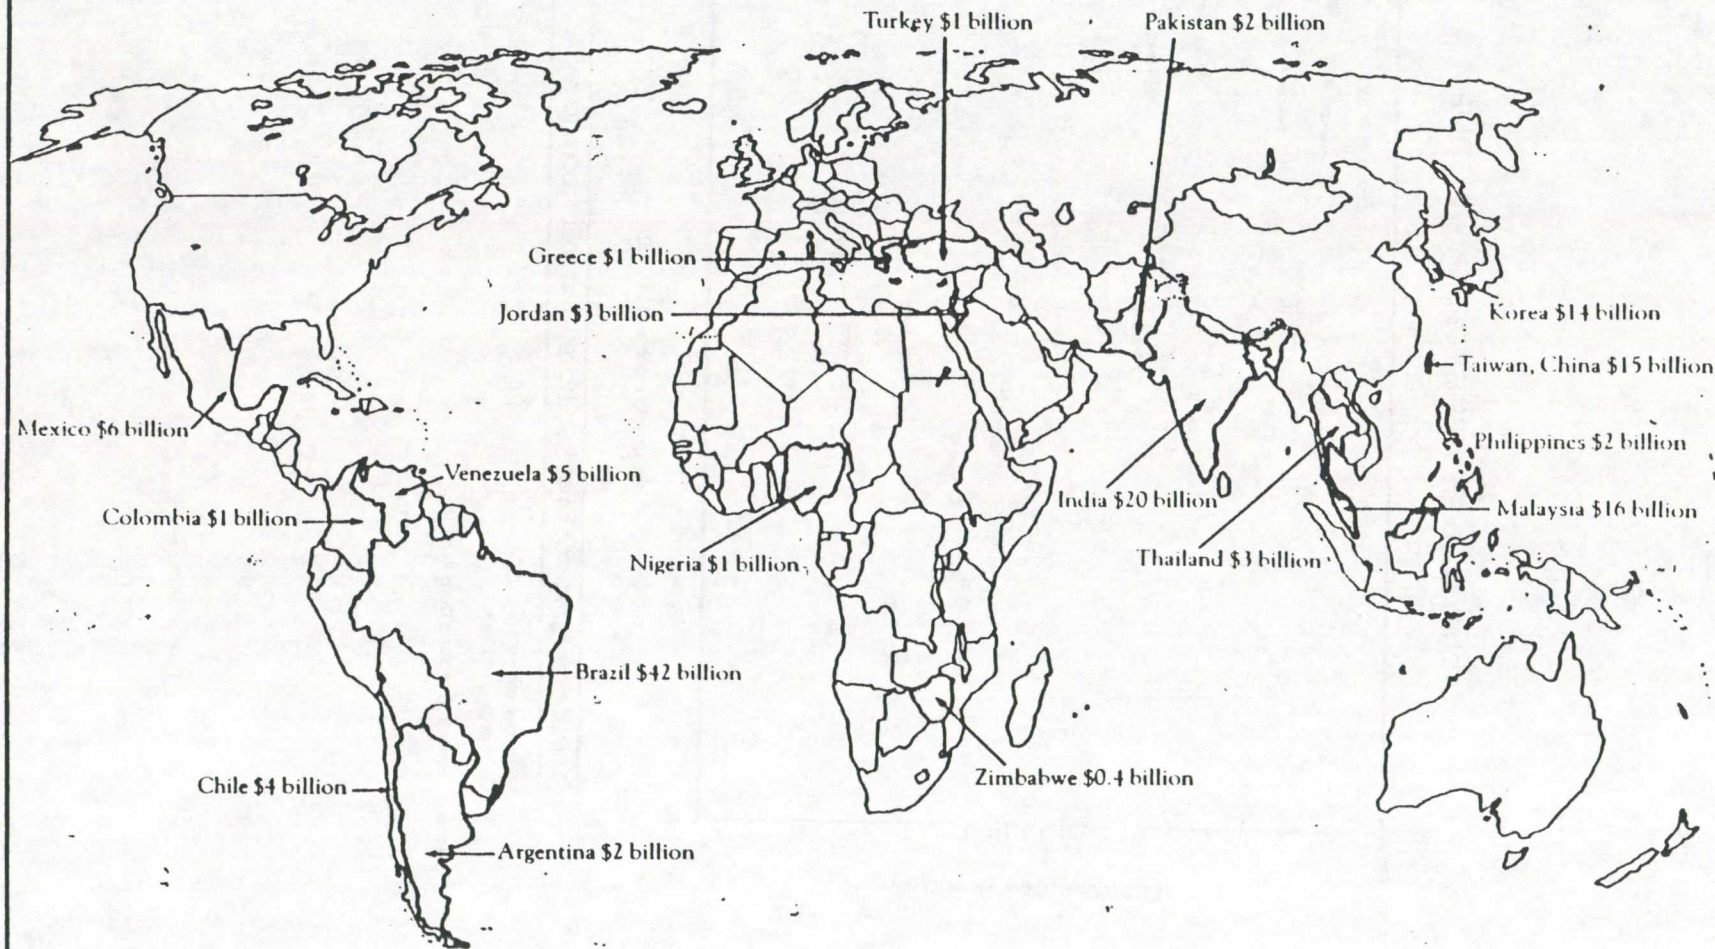 Turkey $1 billion
Pakistan $2 billion
Greece $1 billion
Jordan $3 billion
Korea $14 billion
Taiwan, China $15 billion
Mexico $6 billion
Philippines $2 billion
Venezuela $5 billion
India $20 billion
Malaysia $16 billion
Colombia $1 billion
Nigeria $1 billion
Thailand $3 billion
Brazil $42 billion
Zimbabwe $0.4 billion
Chile $4 billion
Argentina $2 billion